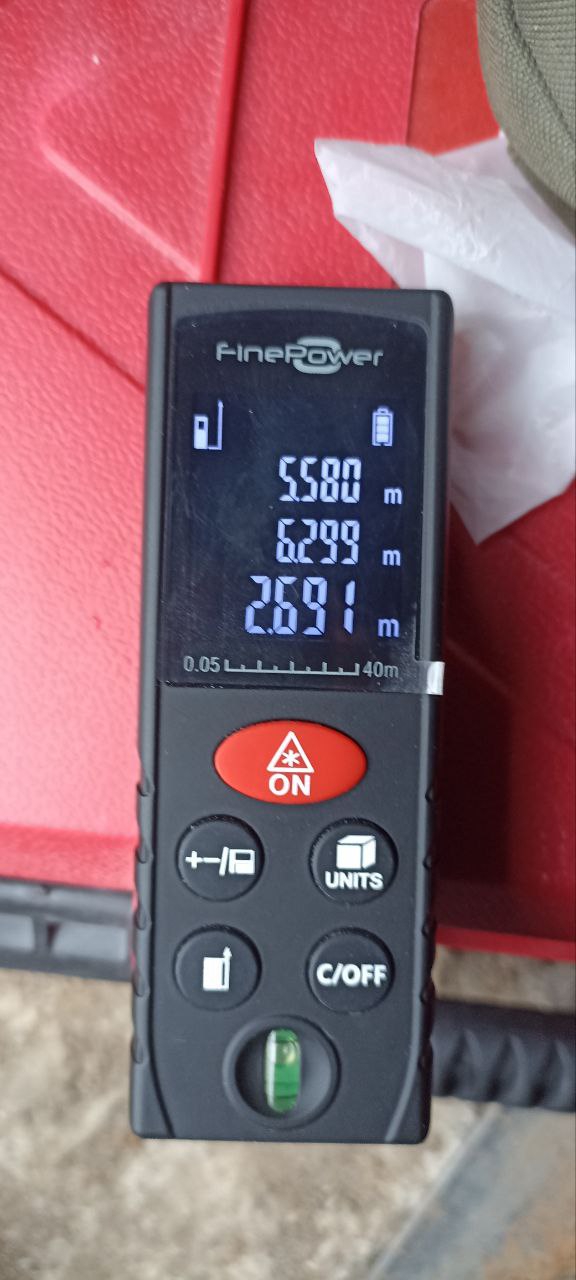 FinePower
5.580 m
6.299 m
2.691 m
0.05 40m
ON
+−/
UNITS
C/OFF